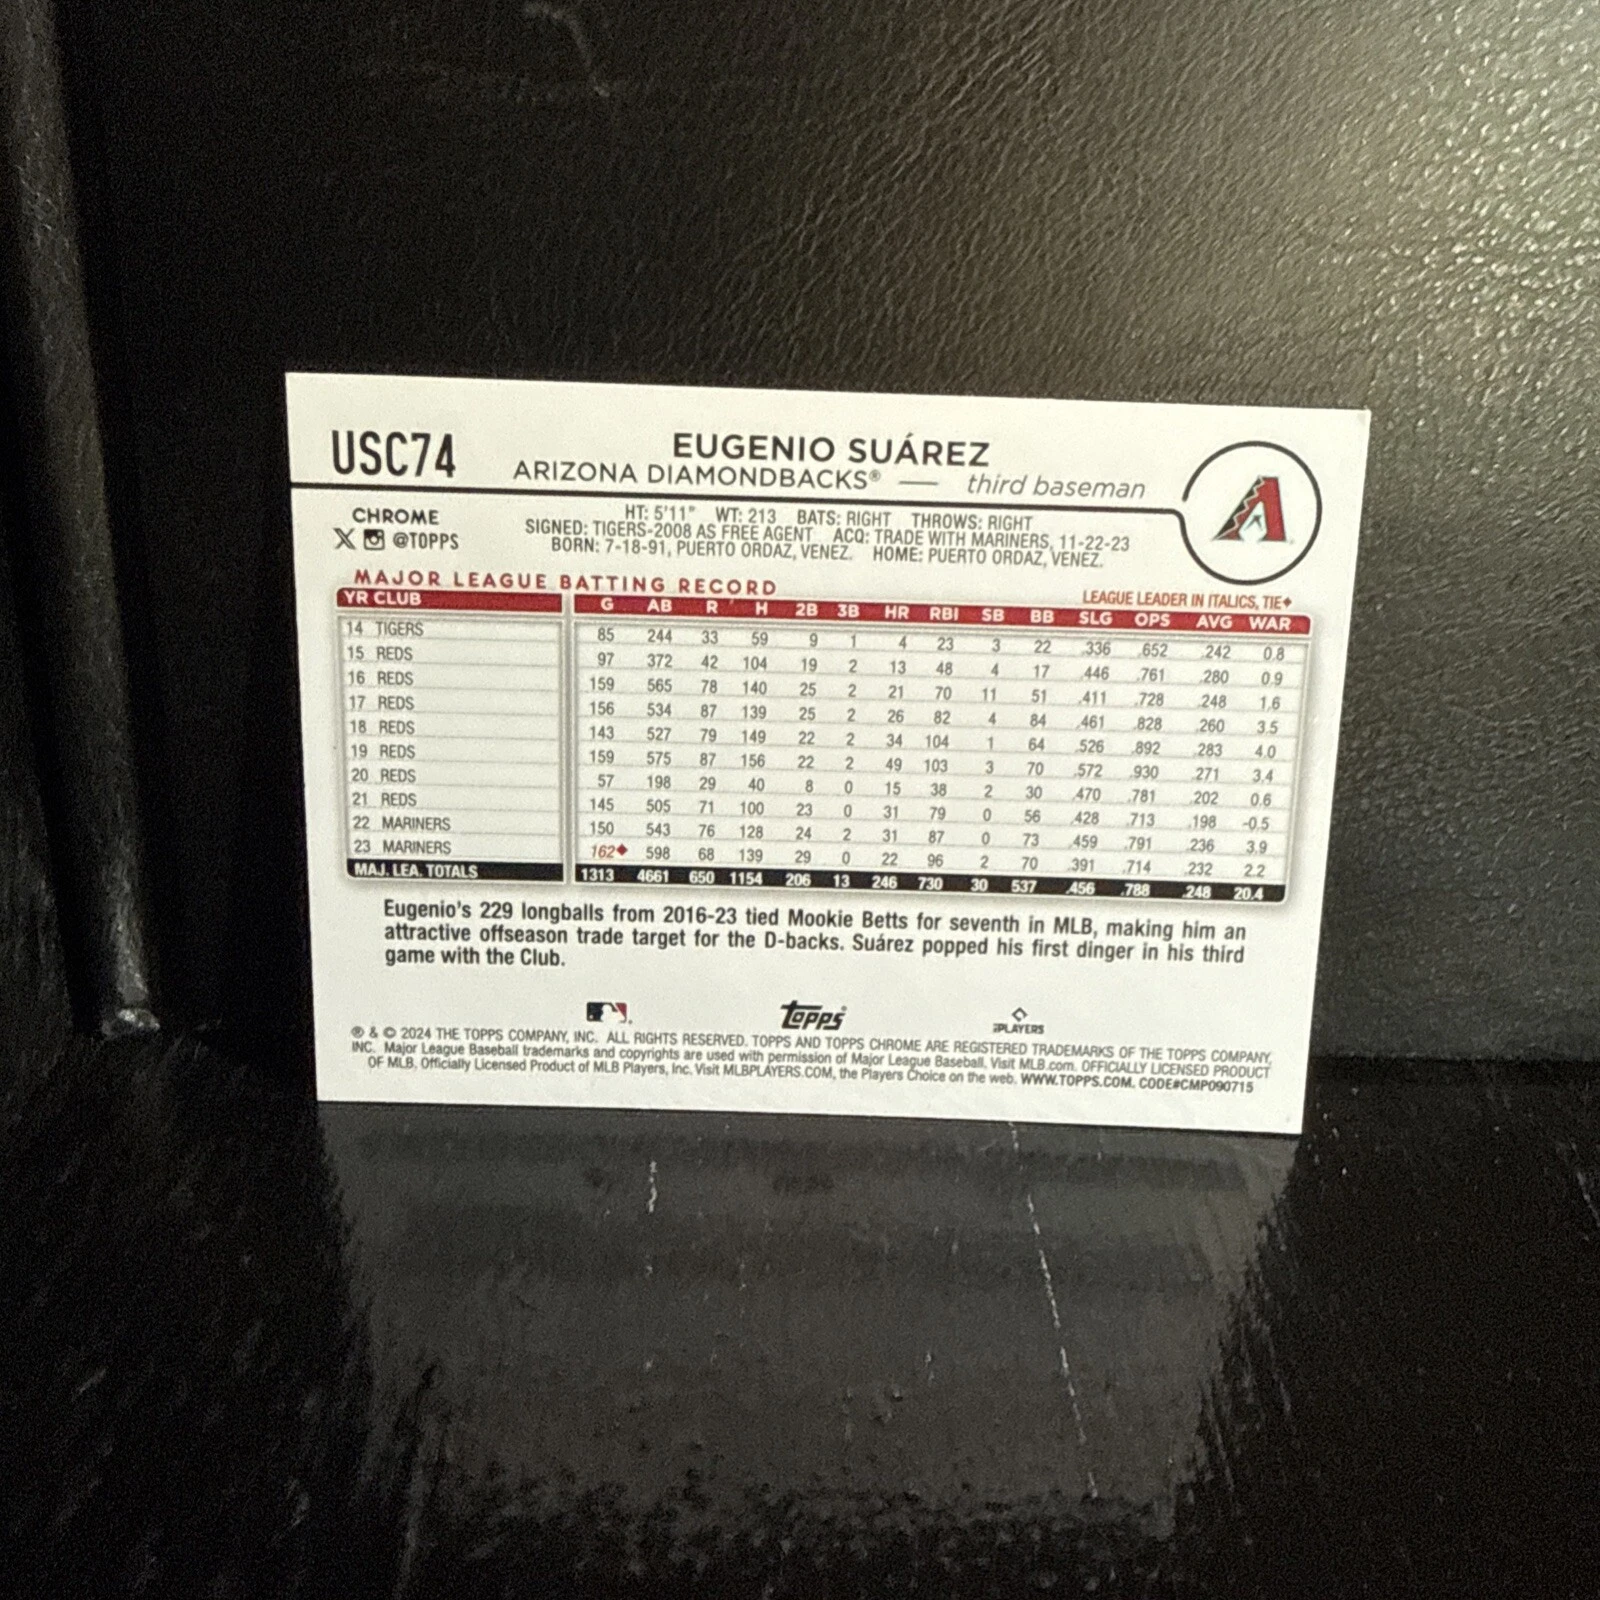 USC74
EUGENIO SUÁREZ
ARIZONA DIAMONDBACKS® — third baseman
CHROME
@TOPPS
HT: 5'11" WT: 213 BATS: RIGHT THROWS: RIGHT
SIGNED: TIGERS-2008 AS FREE AGENT ACQ: TRADE WITH MARINERS, 11-22-23
BORN: 7-18-91, PUERTO ORDAZ, VENEZ. HOME: PUERTO ORDAZ, VENEZ.
MAJOR LEAGUE BATTING RECORD
LEAGUE LEADER IN ITALICS, TIE♦
YR CLUB G AB R H 2B 3B HR RBI SB BB SLG OPS AVG WAR
14 TIGERS 85 244 33 59 9 1 4 23 3 22 .336 .652 .242 0.8
15 REDS 97 372 42 104 19 2 13 48 4 17 .446 .761 .280 0.9
16 REDS 159 565 78 140 25 2 21 70 11 51 .411 .728 .248 1.6
17 REDS 156 534 87 139 25 2 26 82 4 84 .461 .828 .260 3.5
18 REDS 143 527 79 149 22 2 34 104 1 64 .526 .892 .283 4.0
19 REDS 159 575 87 156 22 2 49 103 3 70 .572 .930 .271 3.4
20 REDS 57 198 29 40 8 0 15 38 2 30 .470 .781 .202 0.6
21 REDS 145 505 71 100 23 0 31 79 0 56 .428 .713 .198 -0.5
22 MARINERS 150 543 76 128 24 2 31 87 0 73 .459 .791 .236 3.9
23 MARINERS 162♦ 598 68 139 29 0 22 96 2 70 .391 .714 .232 2.2
MAJ. LEA. TOTALS 1313 4661 650 1154 206 13 246 730 30 537 .456 .788 .248 20.4
Eugenio's 229 longballs from 2016-23 tied Mookie Betts for seventh in MLB, making him an
attractive offseason trade target for the D-backs. Suárez popped his first dinger in his third
game with the Club.
Topps
PLAYERS
® & © 2024 THE TOPPS COMPANY, INC. ALL RIGHTS RESERVED. TOPPS AND TOPPS CHROME ARE REGISTERED TRADEMARKS OF THE TOPPS COMPANY,
INC. Major League Baseball trademarks and copyrights are used with permission of Major League Baseball. Visit MLB.com. OFFICIALLY LICENSED PRODUCT
OF MLB. Officially Licensed Product of MLB Players, Inc. Visit MLBPLAYERS.COM, the Players Choice on the web. WWW.TOPPS.COM. CODE#CMP090715